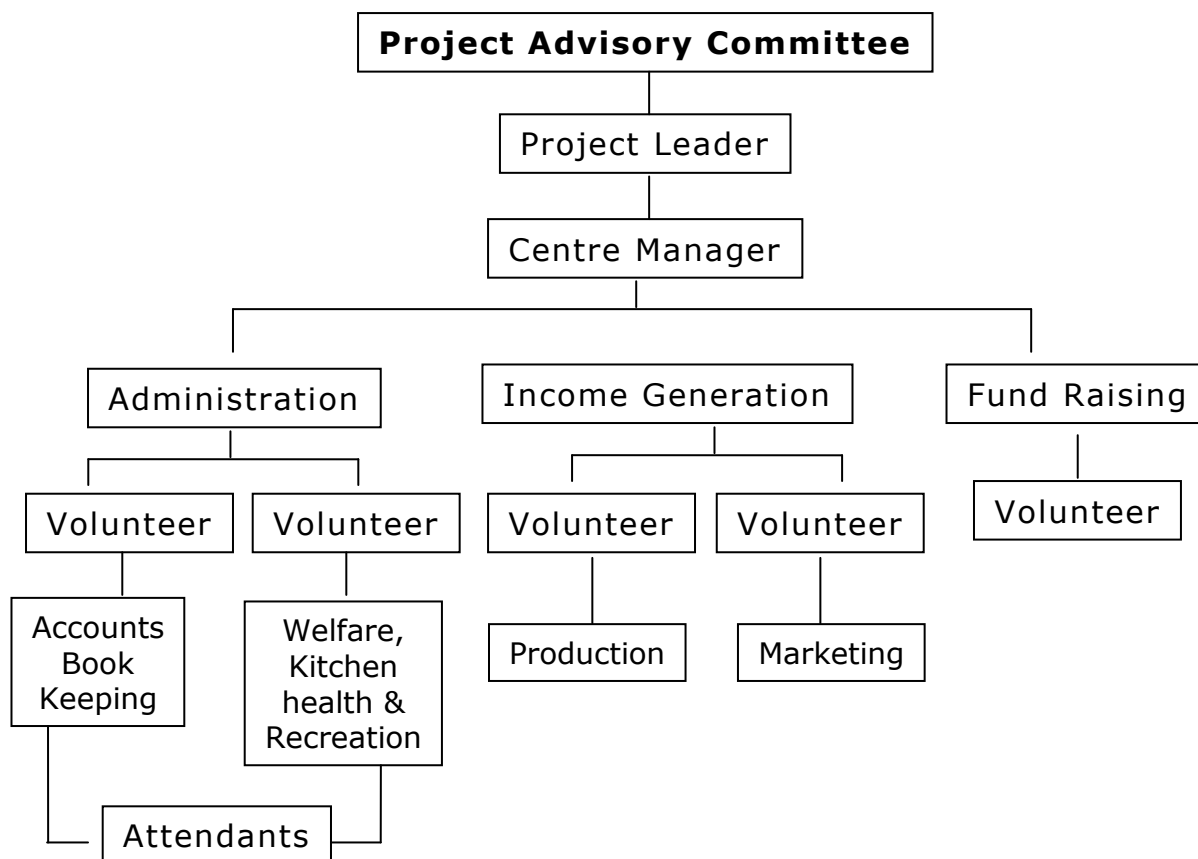 Project Advisory Committee
Project Leader
Centre Manager
Administration
Income Generation
Fund Raising
Volunteer
Volunteer
Volunteer
Volunteer
Volunteer
Accounts
Book
Keeping
Welfare,
Kitchen
health &
Recreation
Production
Marketing
Attendants